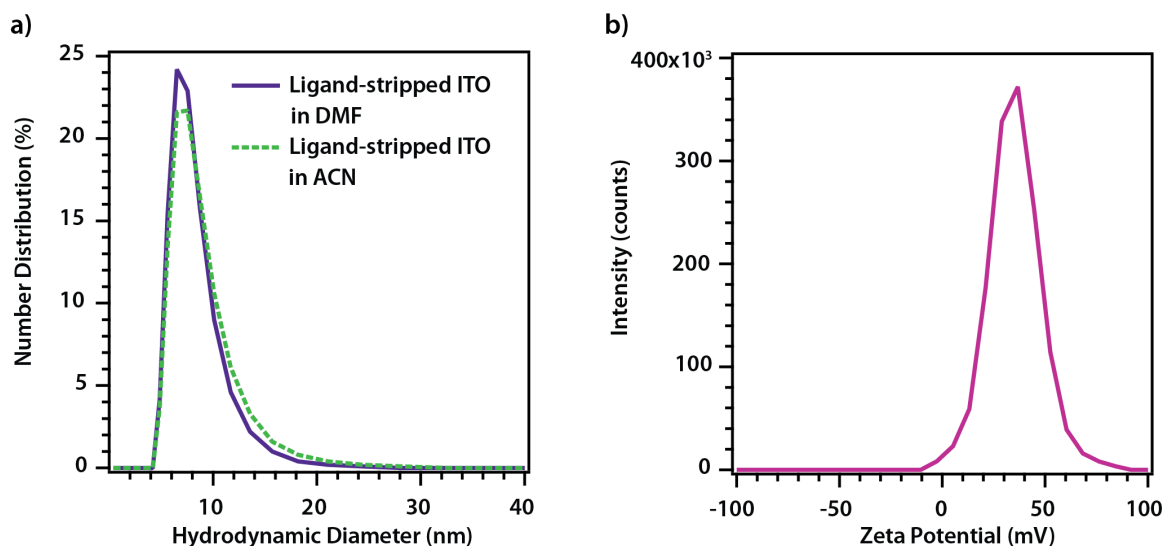 a)
25
20
15
10
5
0
Number Distribution (%)
Ligand-stripped ITO
in DMF
Ligand-stripped ITO
in ACN
10
20
30
40
Hydrodynamic Diameter (nm)
b)
400x10³
300
200
100
0
Intensity (counts)
-100
-50
0
50
100
Zeta Potential (mV)